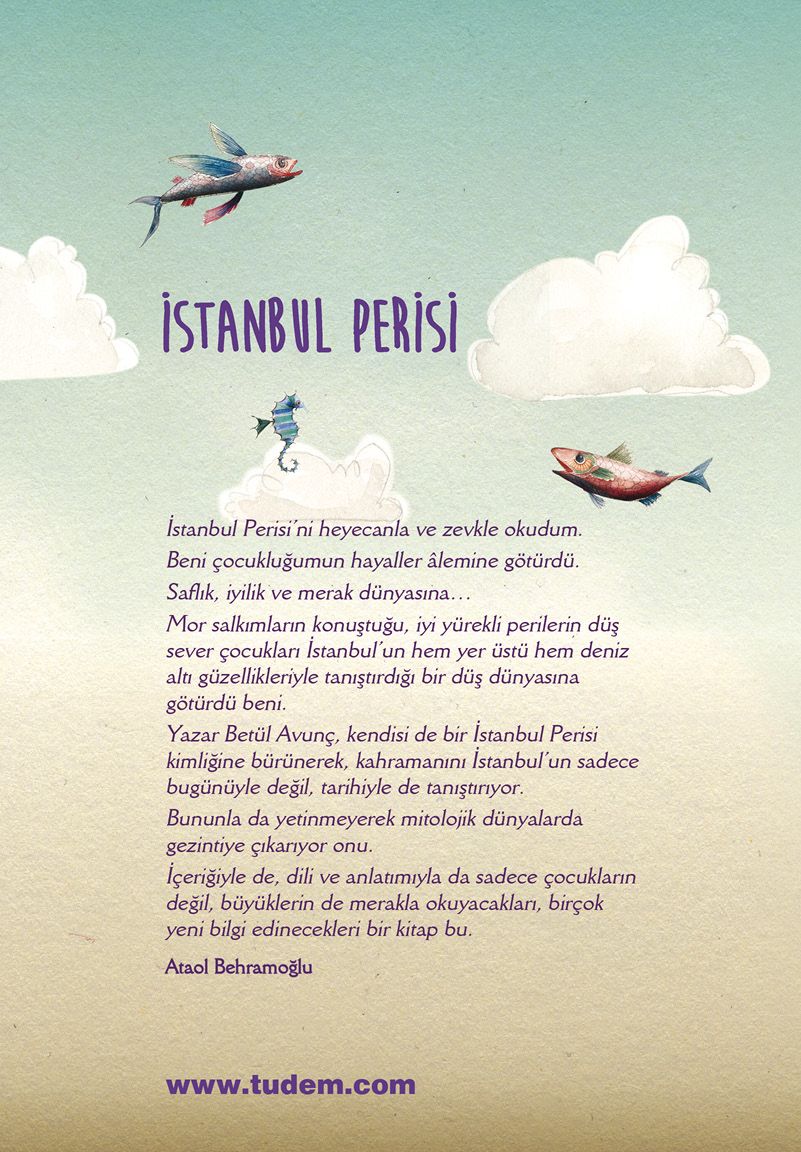 İSTANBUL PERİSİ
İstanbul Perisi'ni heyecanla ve zevkle okudum.
Beni çocukluğumun hayaller âlemine götürdü.
Saflık, iyilik ve merak dünyasına…
Mor salkımların konuştuğu, iyi yürekli perilerin düş
sever çocukları İstanbul'un hem yer üstü hem deniz
altı güzellikleriyle tanıştırdığı bir düş dünyasına
götürdü beni.
Yazar Betül Avunç, kendisi de bir İstanbul Perisi
kimliğine bürünerek, kahramanını İstanbul'un sadece
bugünüyle değil, tarihiyle de tanıştırıyor.
Bununla da yetinmeyerek mitolojik dünyalarda
gezintiye çıkarıyor onu.
İçeriğiyle de, dili ve anlatımıyla da sadece çocukların
değil, büyüklerin de merakla okuyacakları, birçok
yeni bilgi edinecekleri bir kitap bu.
Ataol Behramoğlu
www.tudem.com